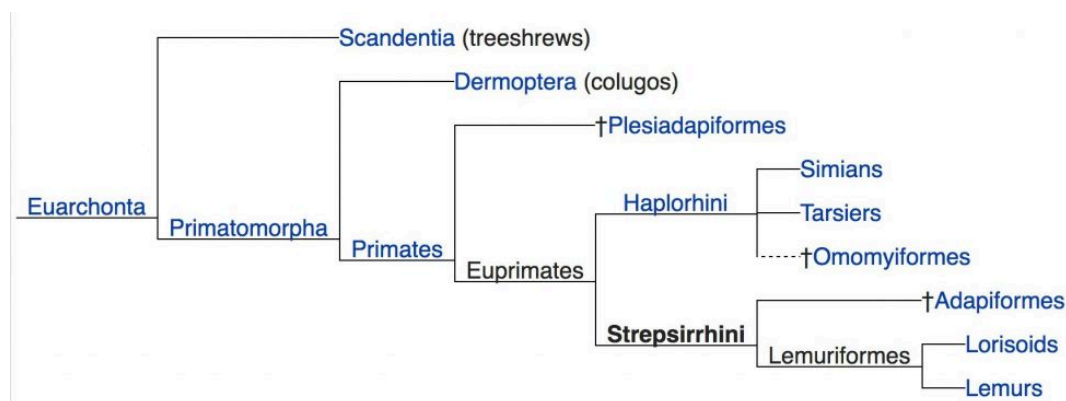 Scandentia (treeshrews)
Dermoptera (colugos)
†Plesiadapiformes
Simians
Euarchonta
Haplorhini
Tarsiers
Primatomorpha
Primates
†Omomyiformes
Euprimates
†Adapiformes
Strepsirrhini
Lorisoids
Lemuriformes
Lemurs